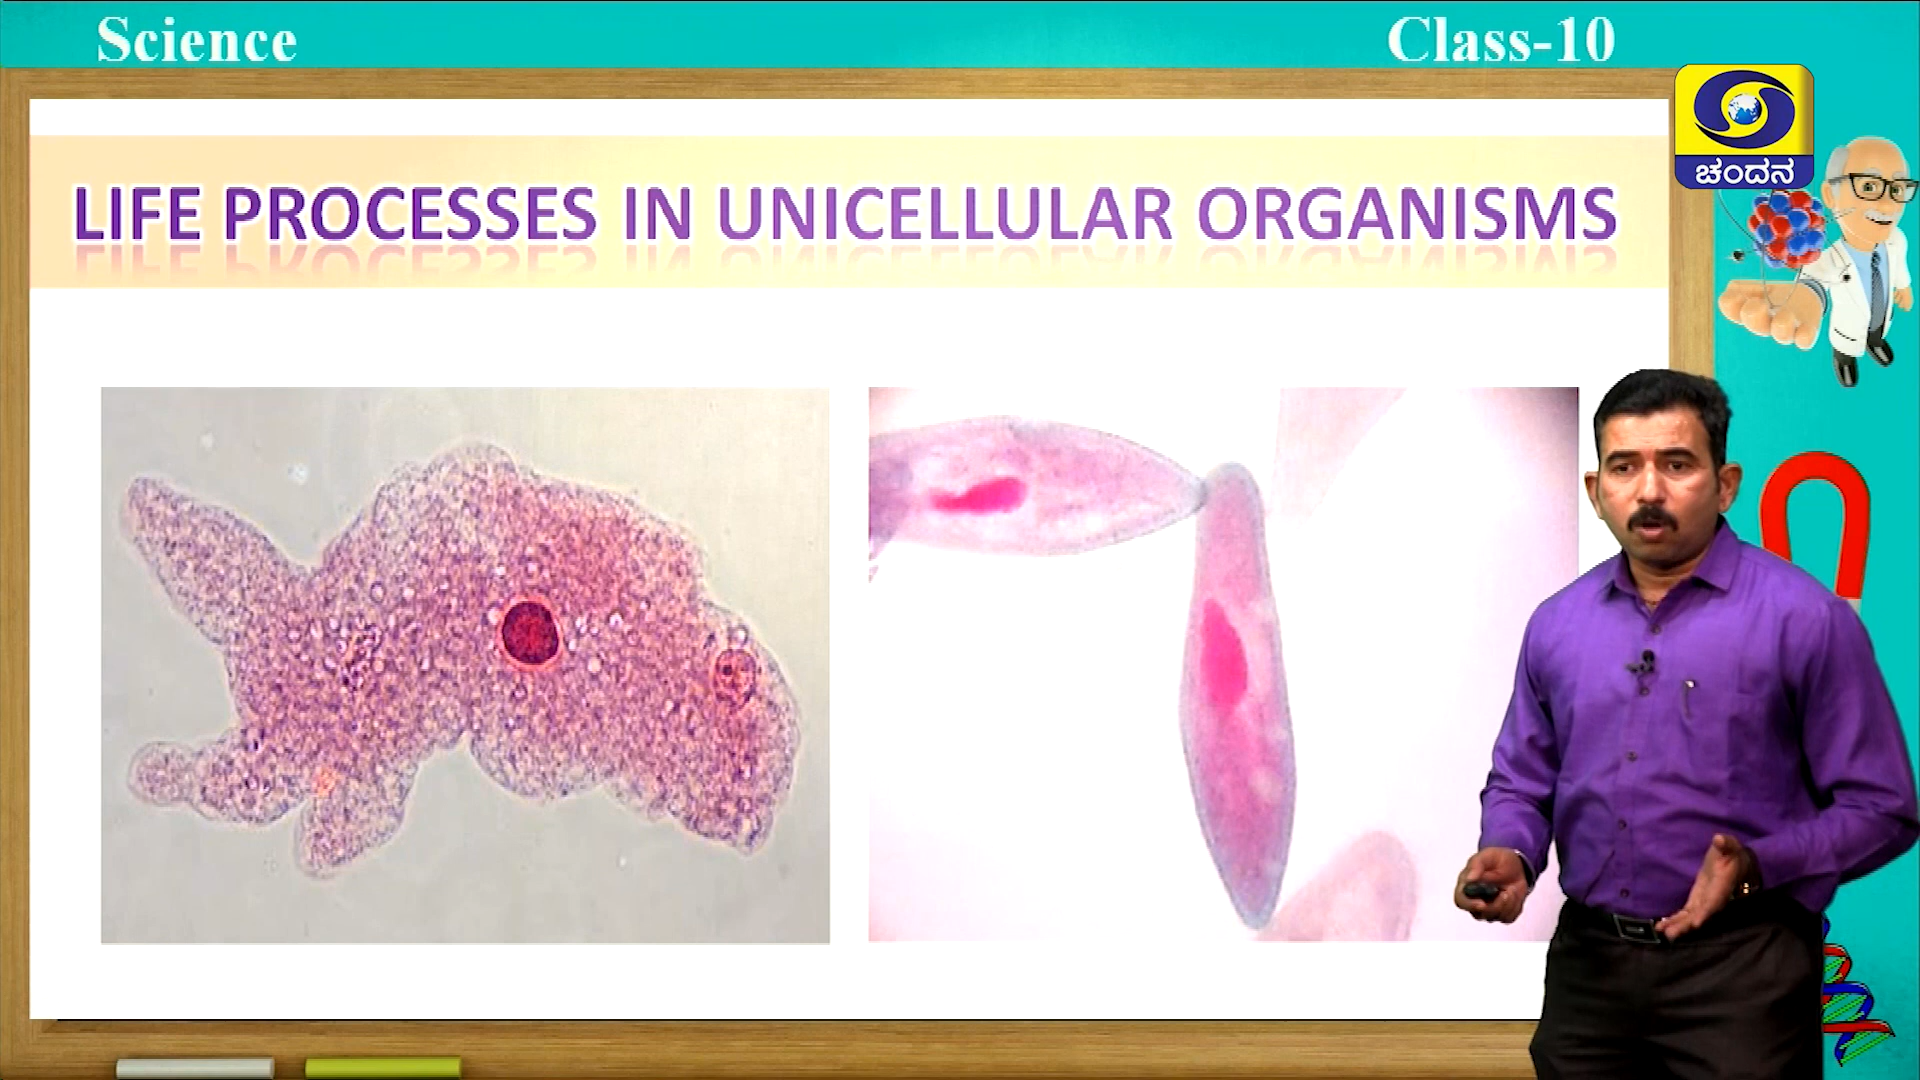 Science
Class-10
ಚಂದನ
LIFE PROCESSES IN UNICELLULAR ORGANISMS